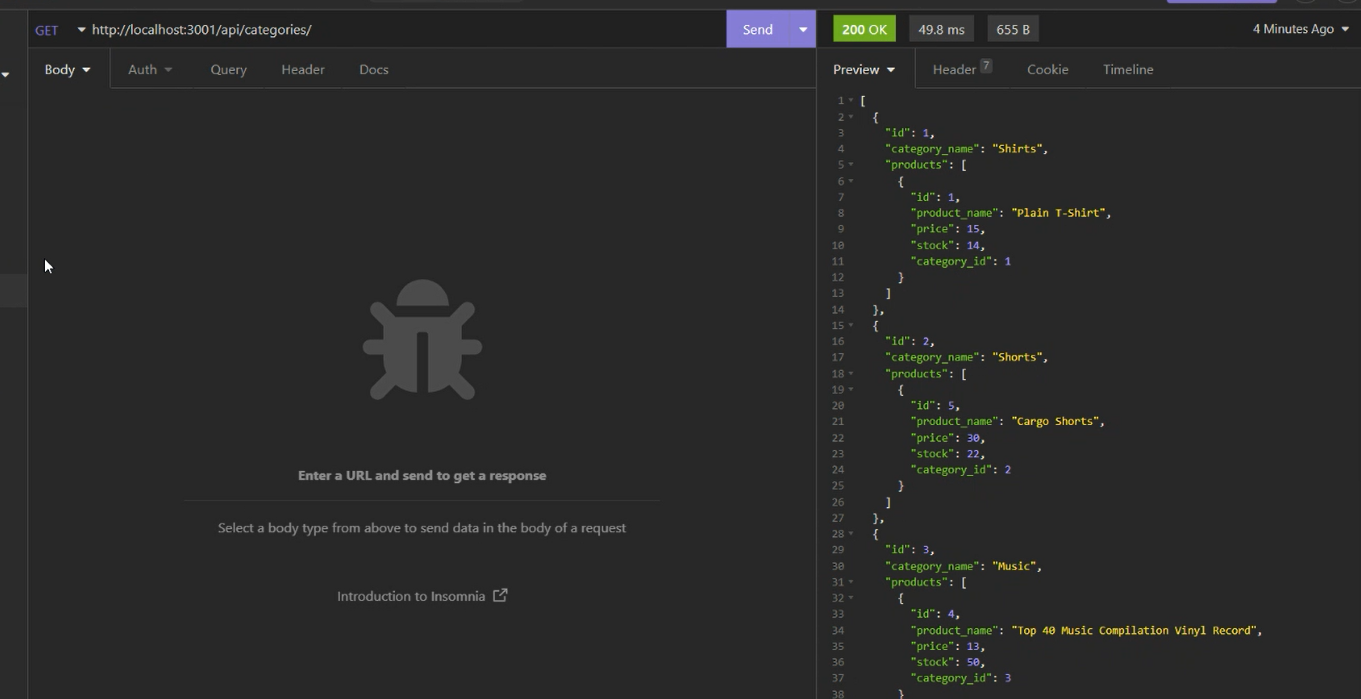 GET http://localhost:3001/api/categories/ Send 200 OK 49.8 ms 655 B 4 Minutes Ago
Body Auth Query Header Docs
Preview Header 7 Cookie Timeline
Enter a URL and send to get a response
Select a body type from above to send data in the body of a request
Introduction to Insomnia
1 [
2 {
3 "id": 1,
4 "category_name": "Shirts",
5 "products": [
6 {
7 "id": 1,
8 "product_name": "Plain T-Shirt",
9 "price": 15,
10 "stock": 14,
11 "category_id": 1
12 }
13 ]
14 },
15 {
16 "id": 2,
17 "category_name": "Shorts",
18 "products": [
19 {
20 "id": 5,
21 "product_name": "Cargo Shorts",
22 "price": 30,
23 "stock": 22,
24 "category_id": 2
25 }
26 ]
27 },
28 {
29 "id": 3,
30 "category_name": "Music",
31 "products": [
32 {
33 "id": 4,
34 "product_name": "Top 40 Music Compilation Vinyl Record",
35 "price": 13,
36 "stock": 50,
37 "category_id": 3
38 }